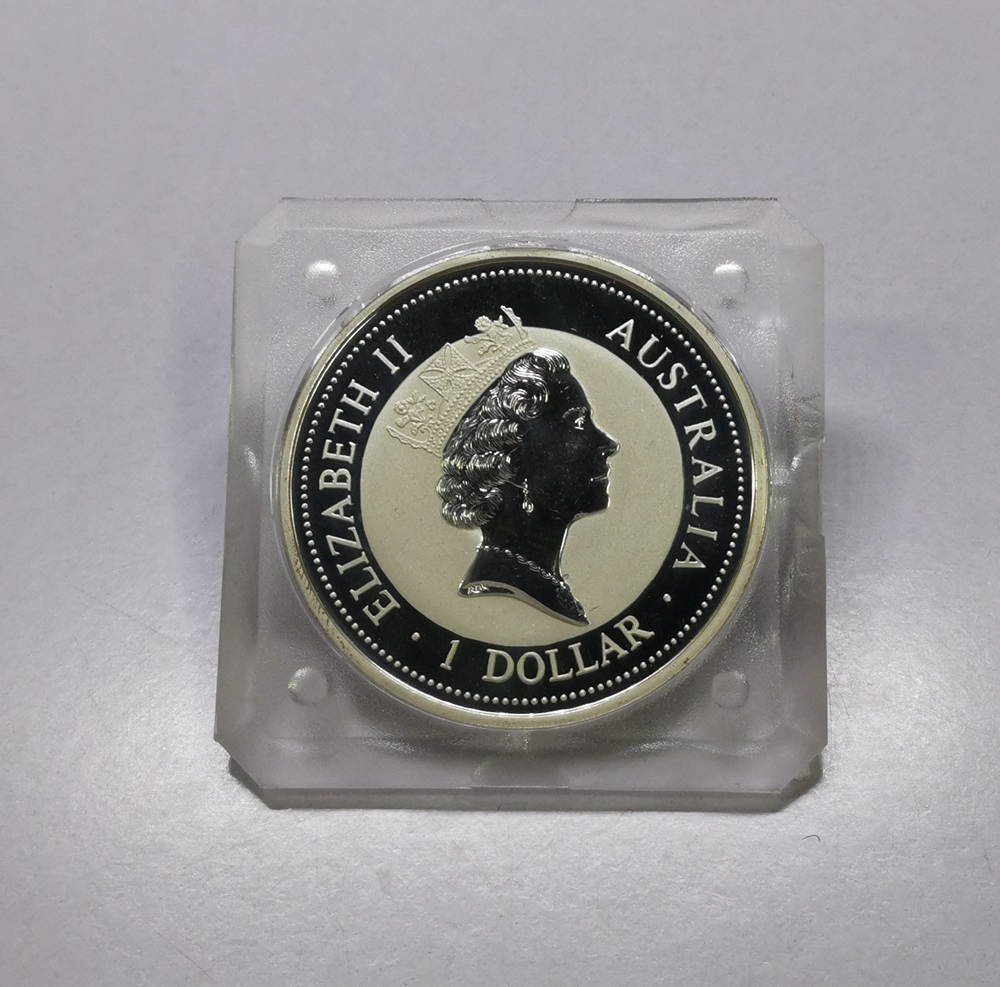 ELIZABETH II
AUSTRALIA
· 1 DOLLAR ·